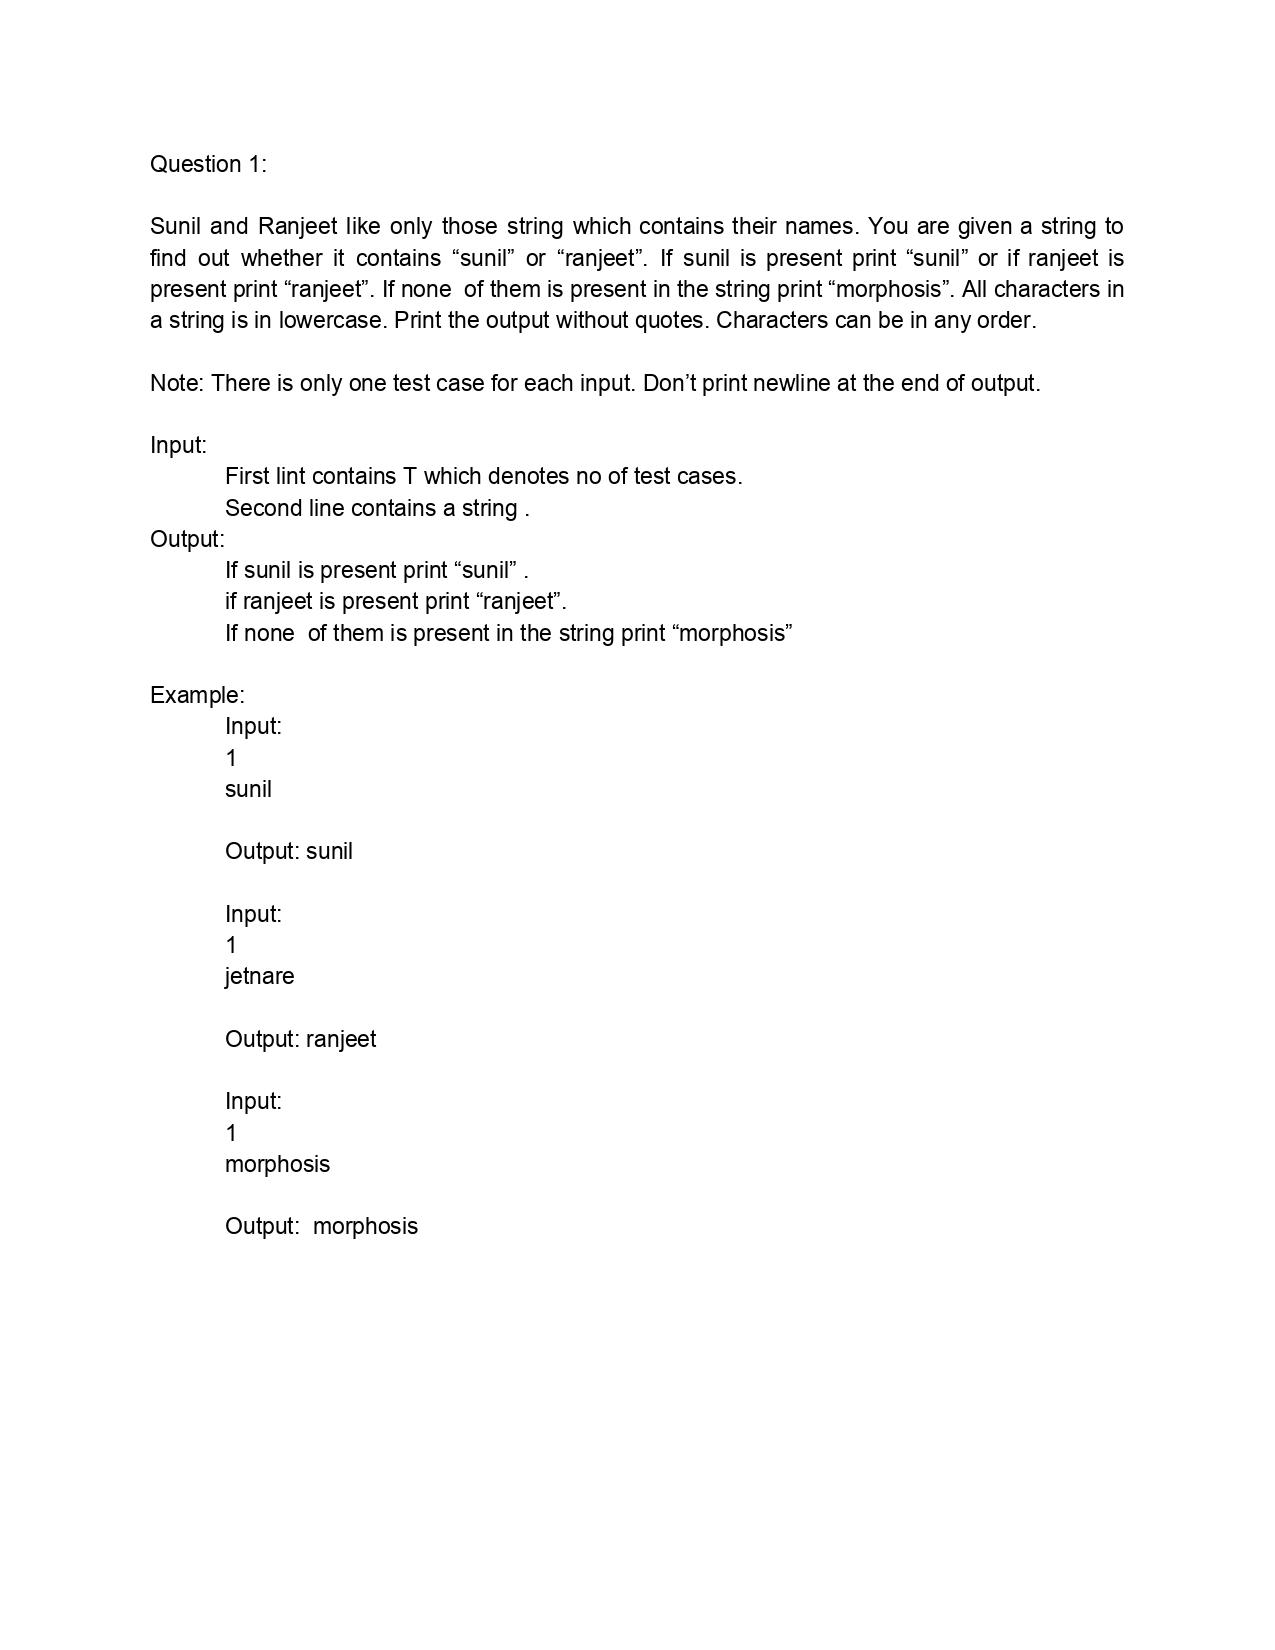 Question 1:
Sunil and Ranjeet like only those string which contains their names. You are given a string to
find out whether it contains “sunil” or “ranjeet”. If sunil is present print “sunil” or if ranjeet is
present print “ranjeet”. If none  of them is present in the string print “morphosis”. All characters in
a string is in lowercase. Print the output without quotes. Characters can be in any order.
Note: There is only one test case for each input. Don’t print newline at the end of output.
Input:
First lint contains T which denotes no of test cases.
Second line contains a string .
Output:
If sunil is present print “sunil” .
if ranjeet is present print “ranjeet”.
If none  of them is present in the string print “morphosis”
Example:
Input:
1
sunil
Output: sunil
Input:
1
jetnare
Output: ranjeet
Input:
1
morphosis
Output:  morphosis